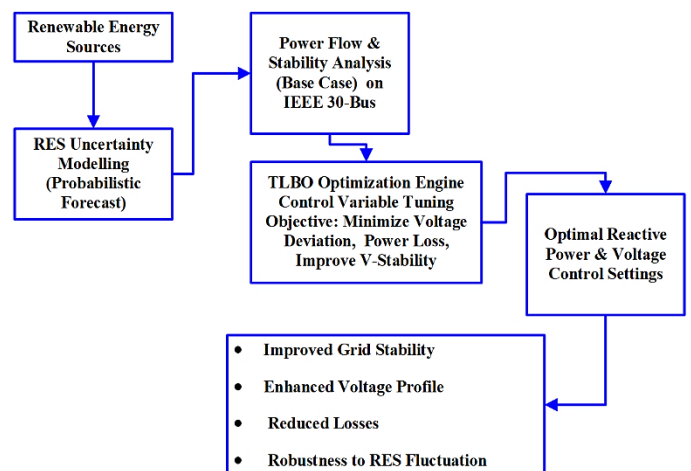 Renewable Energy
Sources
RES Uncertainty
Modelling
(Probabilistic
Forecast)
Power Flow &
Stability Analysis
(Base Case) on
IEEE 30-Bus
TLBO Optimization Engine
Control Variable Tuning
Objective: Minimize Voltage
Deviation, Power Loss,
Improve V-Stability
Optimal Reactive
Power & Voltage
Control Settings
• Improved Grid Stability
• Enhanced Voltage Profile
• Reduced Losses
• Robustness to RES Fluctuation